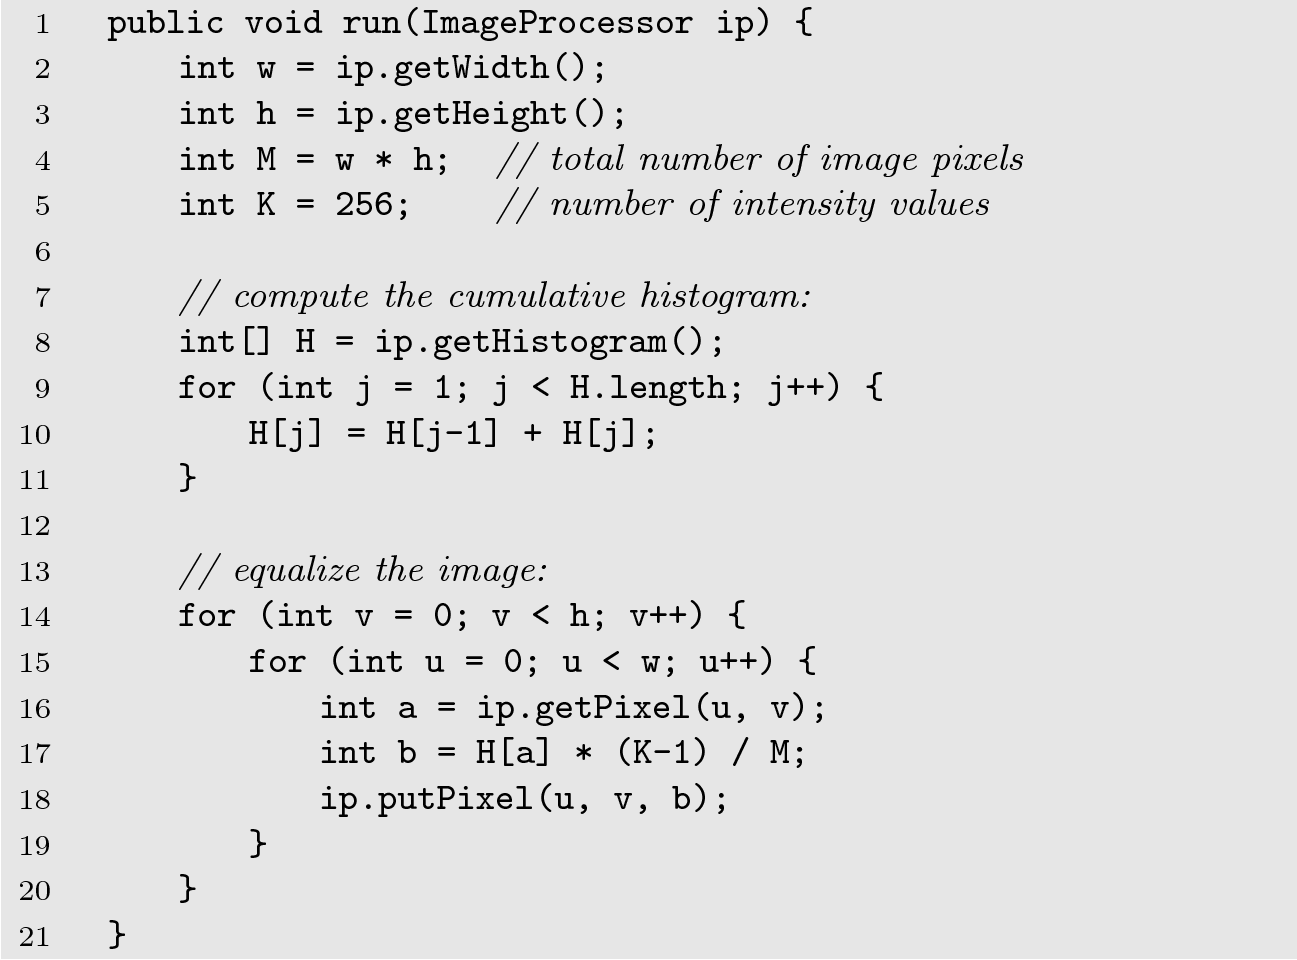 1 public void run(ImageProcessor ip) {
2 int w = ip.getWidth();
3 int h = ip.getHeight();
4 int M = w * h; // total number of image pixels
5 int K = 256; // number of intensity values
6
7 // compute the cumulative histogram:
8 int[] H = ip.getHistogram();
9 for (int j = 1; j < H.length; j++) {
10 H[j] = H[j-1] + H[j];
11 }
12
13 // equalize the image:
14 for (int v = 0; v < h; v++) {
15 for (int u = 0; u < w; u++) {
16 int a = ip.getPixel(u, v);
17 int b = H[a] * (K-1) / M;
18 ip.putPixel(u, v, b);
19 }
20 }
21 }